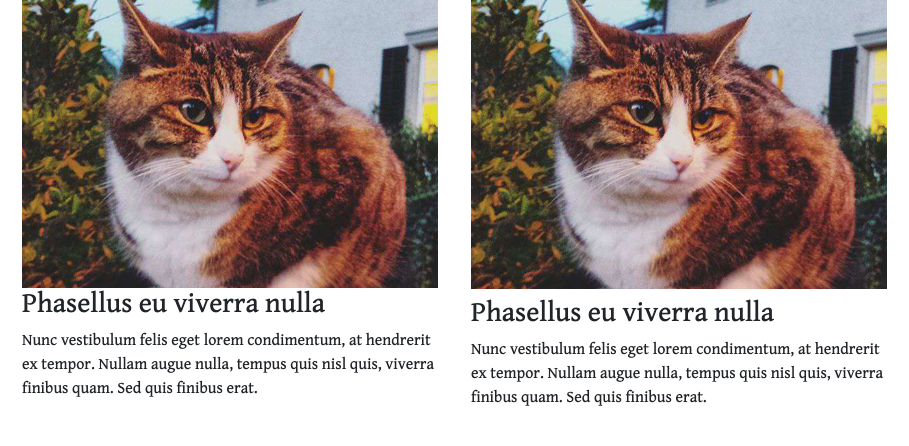 Phasellus eu viverra nulla
Nunc vestibulum felis eget lorem condimentum, at hendrerit
ex tempor. Nullam augue nulla, tempus quis nisl quis, viverra
finibus quam. Sed quis finibus erat.
Phasellus eu viverra nulla
Nunc vestibulum felis eget lorem condimentum, at hendrerit
ex tempor. Nullam augue nulla, tempus quis nisl quis, viverra
finibus quam. Sed quis finibus erat.